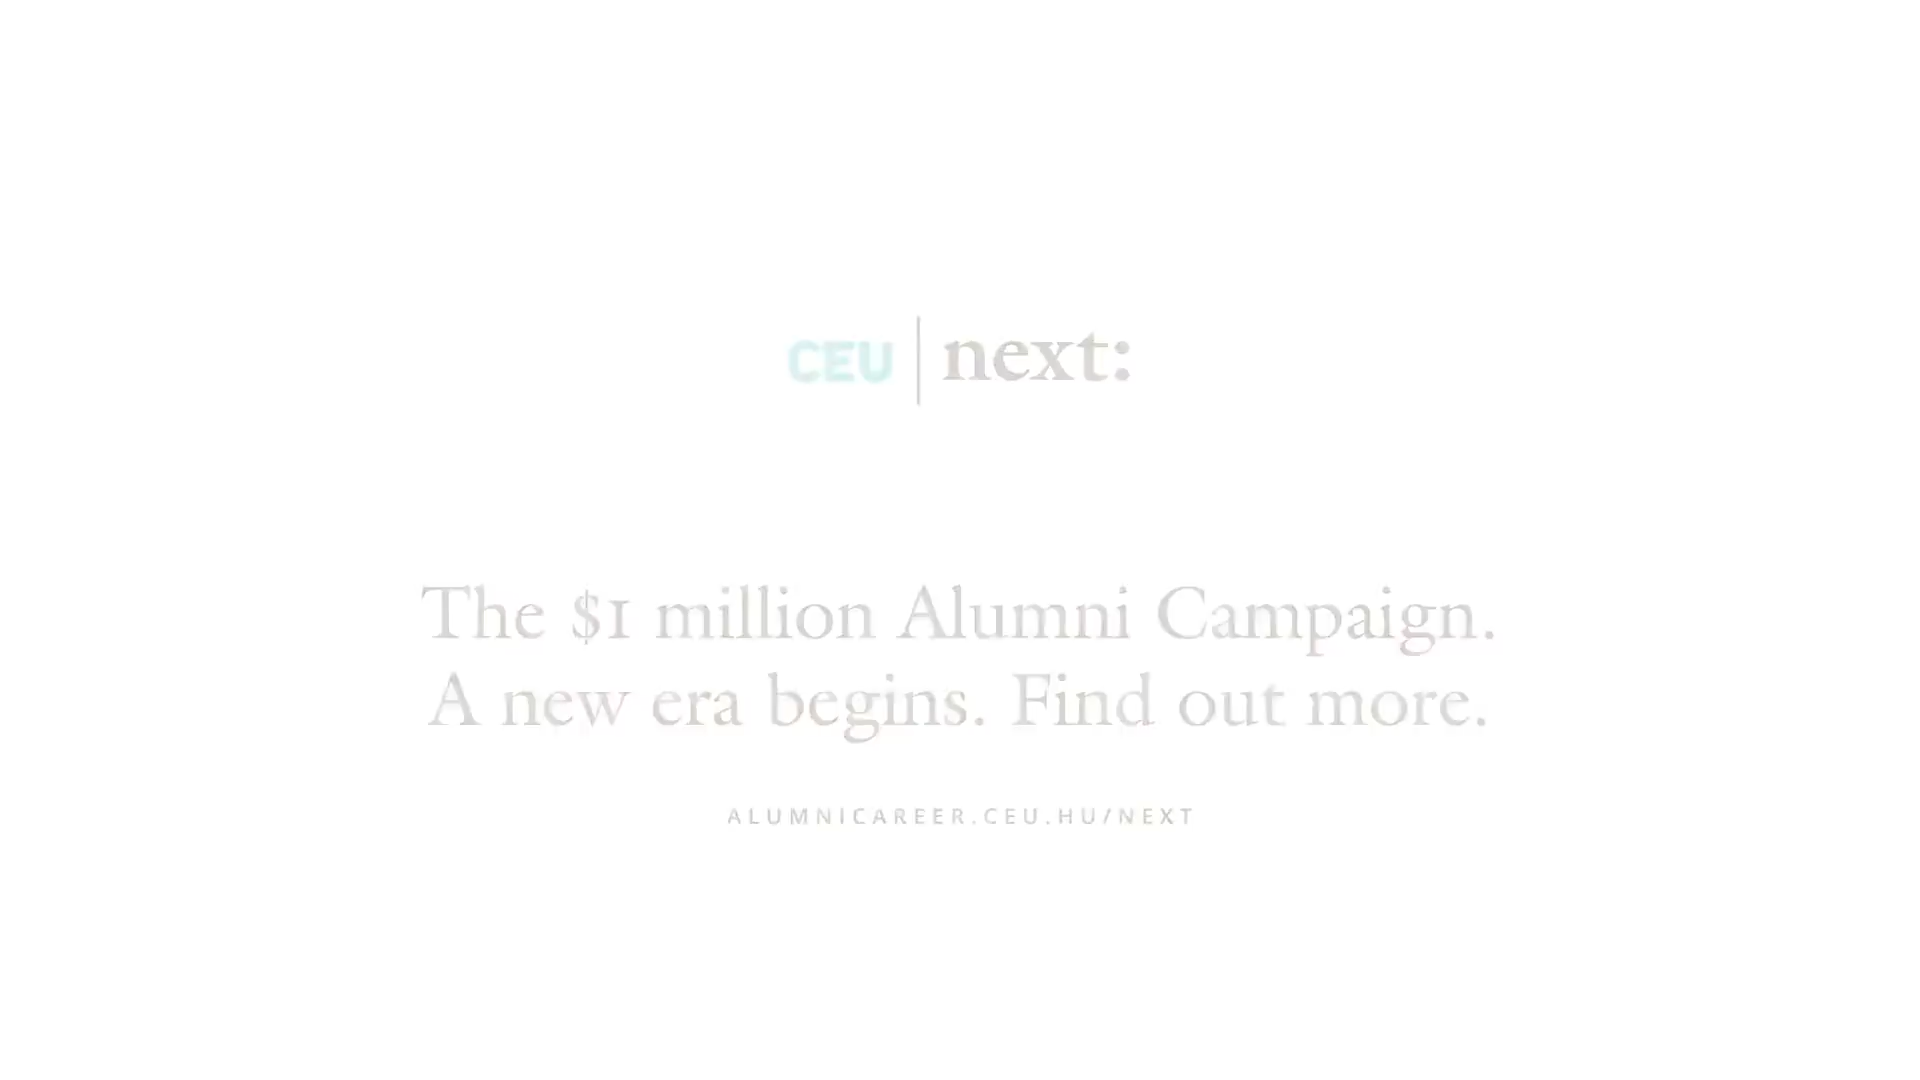 CEU | next:
The $1 million Alumni Campaign.
A new era begins. Find out more.
ALUMNICAREER.CEU.HU/NEXT